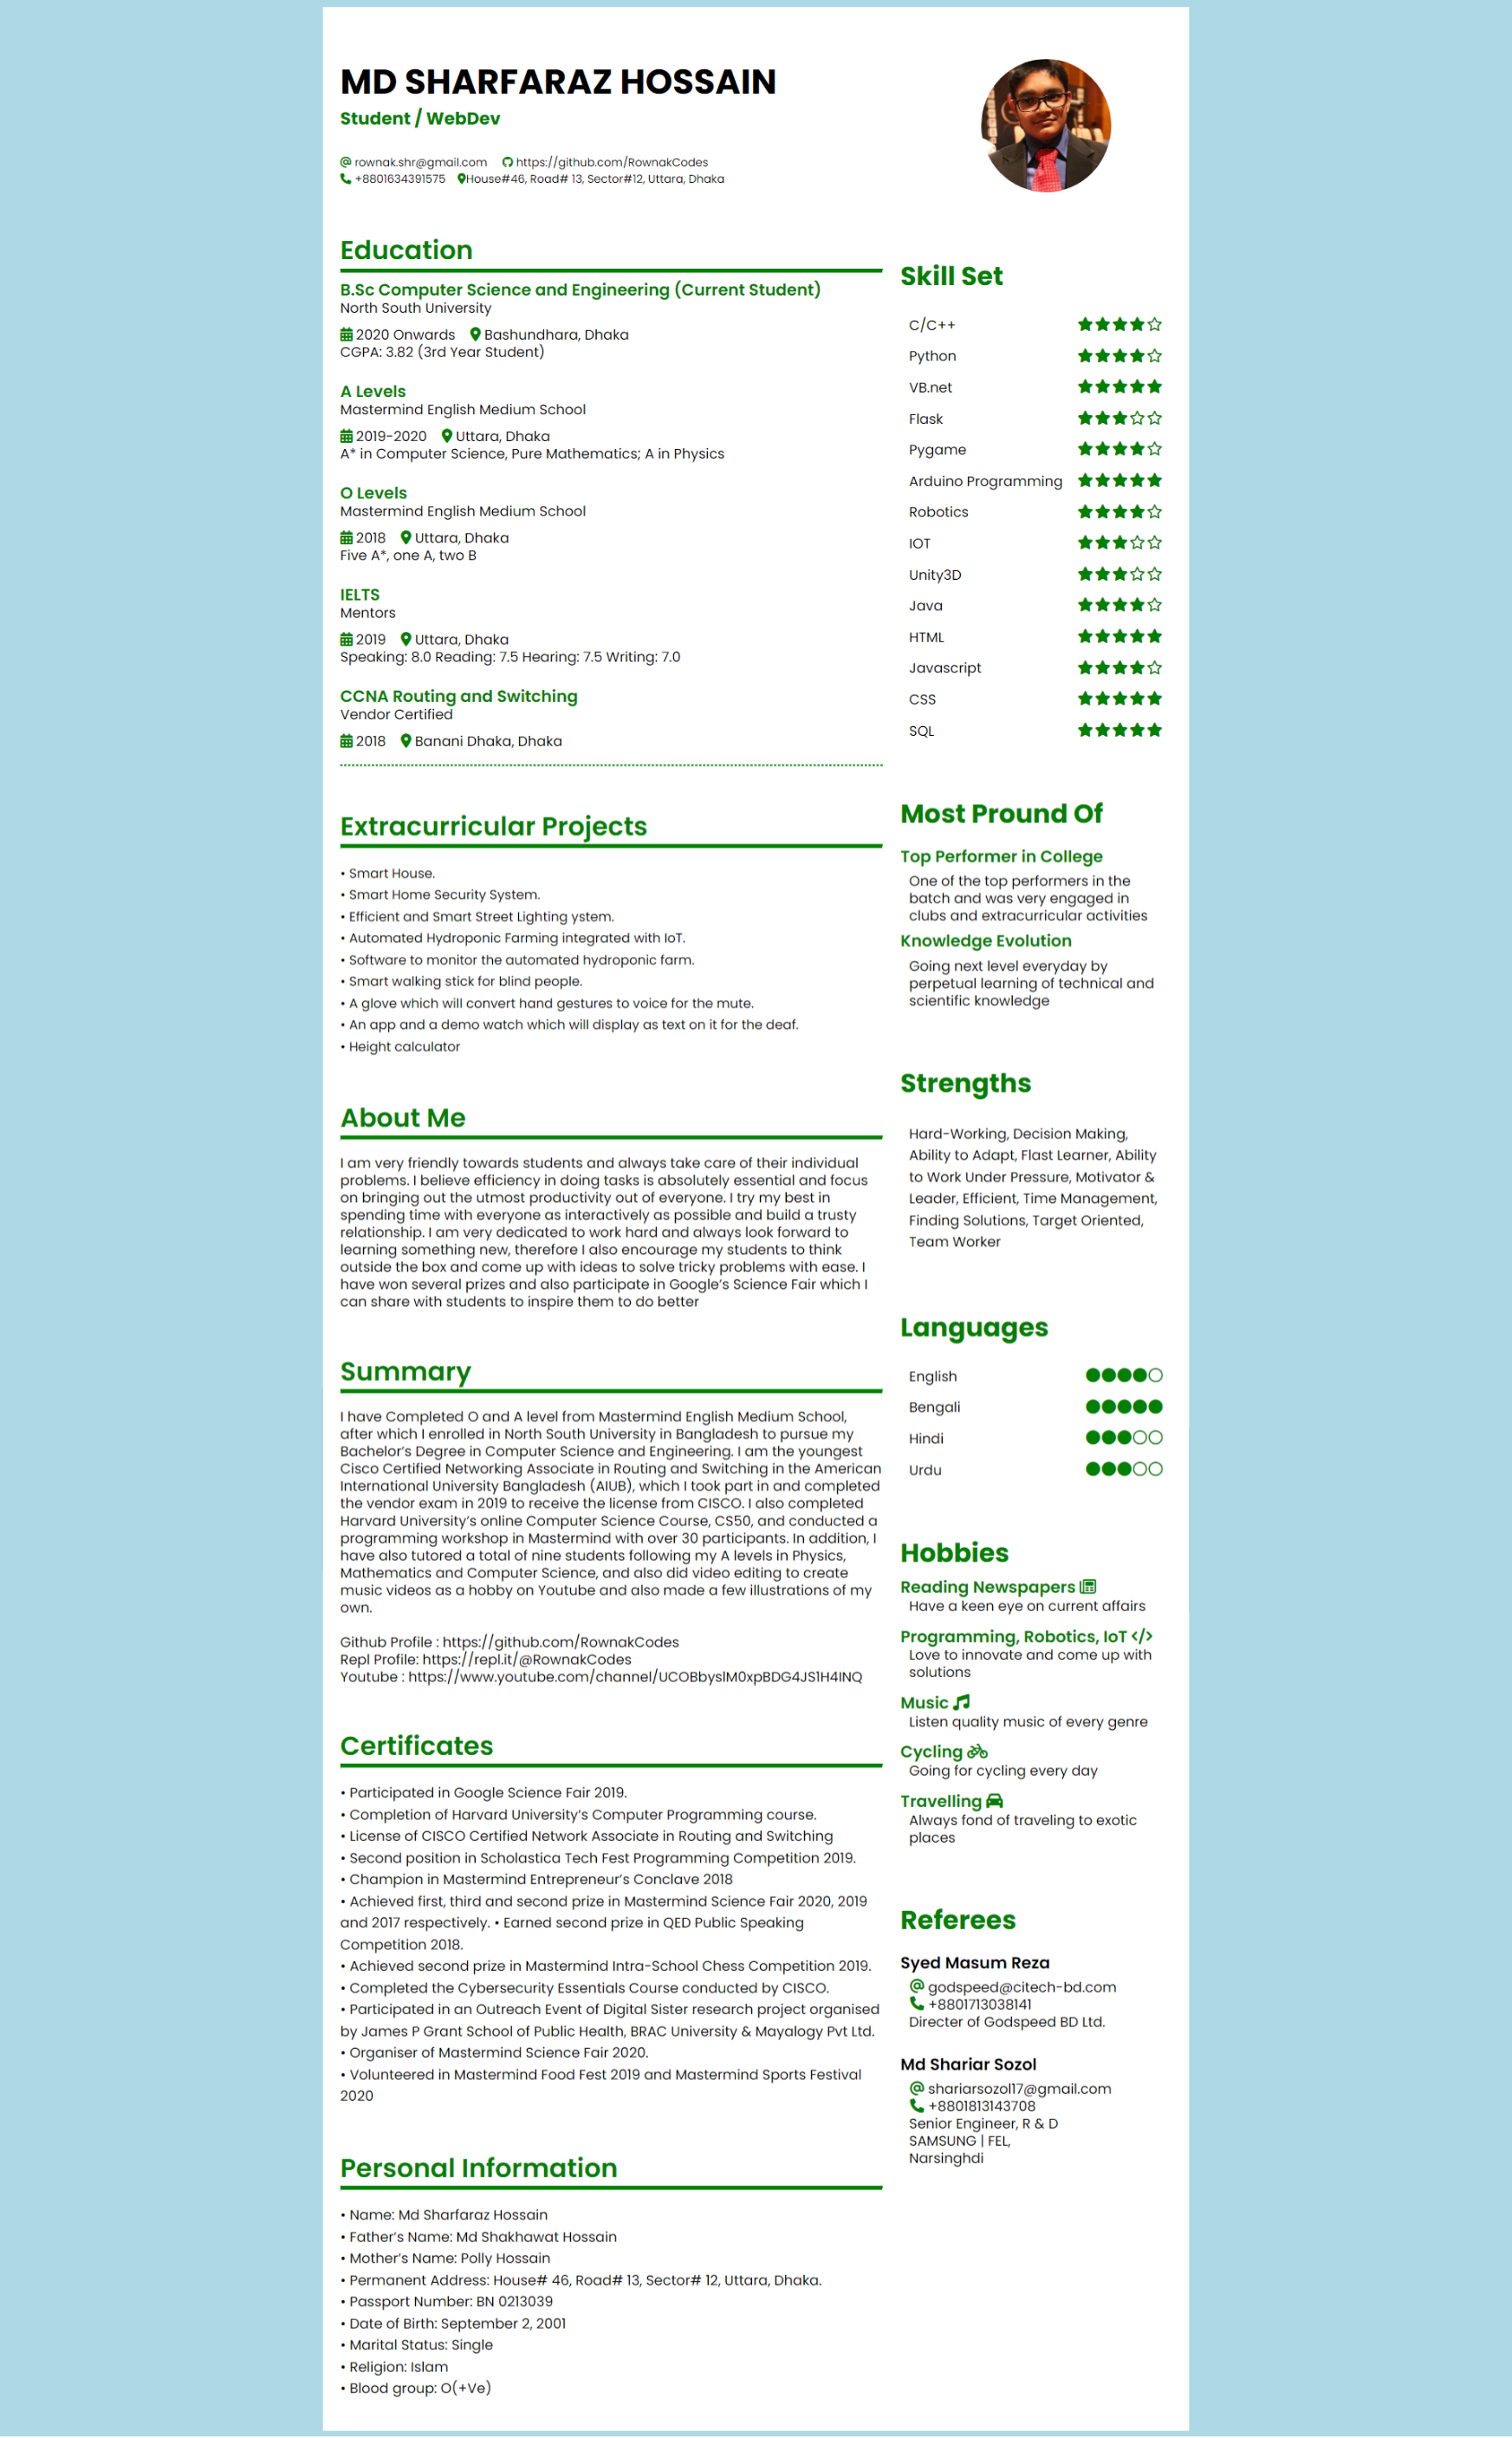 MD SHARFARAZ HOSSAIN
Student / WebDev
rownak.shr@gmail.com https://github.com/RownakCodes
+8801634391575 House#46, Road# 13, Sector#12, Uttara, Dhaka
Education
B.Sc Computer Science and Engineering (Current Student)
North South University
2020 Onwards Bashundhara, Dhaka
CGPA: 3.82 (3rd Year Student)
A Levels
Mastermind English Medium School
2019-2020 Uttara, Dhaka
A* in Computer Science, Pure Mathematics; A in Physics
O Levels
Mastermind English Medium School
2018 Uttara, Dhaka
Five A*, one A, two B
IELTS
Mentors
2019 Uttara, Dhaka
Speaking: 8.0 Reading: 7.5 Hearing: 7.5 Writing: 7.0
CCNA Routing and Switching
Vendor Certified
2018 Banani Dhaka, Dhaka
Extracurricular Projects
• Smart House.
• Smart Home Security System.
• Efficient and Smart Street Lighting ystem.
• Automated Hydroponic Farming integrated with IoT.
• Software to monitor the automated hydroponic farm.
• Smart walking stick for blind people.
• A glove which will convert hand gestures to voice for the mute.
• An app and a demo watch which will display as text on it for the deaf.
• Height calculator
About Me
I am very friendly towards students and always take care of their individual
problems. I believe efficiency in doing tasks is absolutely essential and focus
on bringing out the utmost productivity out of everyone. I try my best in
spending time with everyone as interactively as possible and build a trusty
relationship. I am very dedicated to work hard and always look forward to
learning something new, therefore I also encourage my students to think
outside the box and come up with ideas to solve tricky problems with ease. I
have won several prizes and also participate in Google's Science Fair which I
can share with students to inspire them to do better
Summary
I have Completed O and A level from Mastermind English Medium School,
after which I enrolled in North South University in Bangladesh to pursue my
Bachelor's Degree in Computer Science and Engineering. I am the youngest
Cisco Certified Networking Associate in Routing and Switching in the American
International University Bangladesh (AIUB), which I took part in and completed
the vendor exam in 2019 to receive the license from CISCO. I also completed
Harvard University's online Computer Science Course, CS50, and conducted a
programming workshop in Mastermind with over 30 participants. In addition, I
have also tutored a total of nine students following my A levels in Physics,
Mathematics and Computer Science, and also did video editing to create
music videos as a hobby on Youtube and also made a few illustrations of my
own.
Github Profile : https://github.com/RownakCodes
Repl Profile: https://repl.it/@RownakCodes
Youtube : https://www.youtube.com/channel/UCOBbyslM0xpBDG4JS1H4INQ
Certificates
• Participated in Google Science Fair 2019.
• Completion of Harvard University's Computer Programming course.
• License of CISCO Certified Network Associate in Routing and Switching
• Second position in Scholastica Tech Fest Programming Competition 2019.
• Champion in Mastermind Entrepreneur's Conclave 2018
• Achieved first, third and second prize in Mastermind Science Fair 2020, 2019
and 2017 respectively. • Earned second prize in QED Public Speaking
Competition 2018.
• Achieved second prize in Mastermind Intra-School Chess Competition 2019.
• Completed the Cybersecurity Essentials Course conducted by CISCO.
• Participated in an Outreach Event of Digital Sister research project organised
by James P Grant School of Public Health, BRAC University & Mayalogy Pvt Ltd.
• Organiser of Mastermind Science Fair 2020.
• Volunteered in Mastermind Food Fest 2019 and Mastermind Sports Festival
2020
Personal Information
• Name: Md Sharfaraz Hossain
• Father's Name: Md Shakhawat Hossain
• Mother's Name: Polly Hossain
• Permanent Address: House# 46, Road# 13, Sector# 12, Uttara, Dhaka.
• Passport Number: BN 0213039
• Date of Birth: September 2, 2001
• Marital Status: Single
• Religion: Islam
• Blood group: O(+Ve)
Skill Set
C/C++
Python
VB.net
Flask
Pygame
Arduino Programming
Robotics
IOT
Unity3D
Java
HTML
Javascript
CSS
SQL
Most Pround Of
Top Performer in College
One of the top performers in the
batch and was very engaged in
clubs and extracurricular activities
Knowledge Evolution
Going next level everyday by
perpetual learning of technical and
scientific knowledge
Strengths
Hard-Working, Decision Making,
Ability to Adapt, Flast Learner, Ability
to Work Under Pressure, Motivator &
Leader, Efficient, Time Management,
Finding Solutions, Target Oriented,
Team Worker
Languages
English
Bengali
Hindi
Urdu
Hobbies
Reading Newspapers
Have a keen eye on current affairs
Programming, Robotics, IoT
Love to innovate and come up with
solutions
Music
Listen quality music of every genre
Cycling
Going for cycling every day
Travelling
Always fond of traveling to exotic
places
Referees
Syed Masum Reza
godspeed@citech-bd.com
+8801713038141
Directer of Godspeed BD Ltd.
Md Shariar Sozol
shariarsozol17@gmail.com
+8801813143708
Senior Engineer, R & D
SAMSUNG | FEL,
Narsinghdi